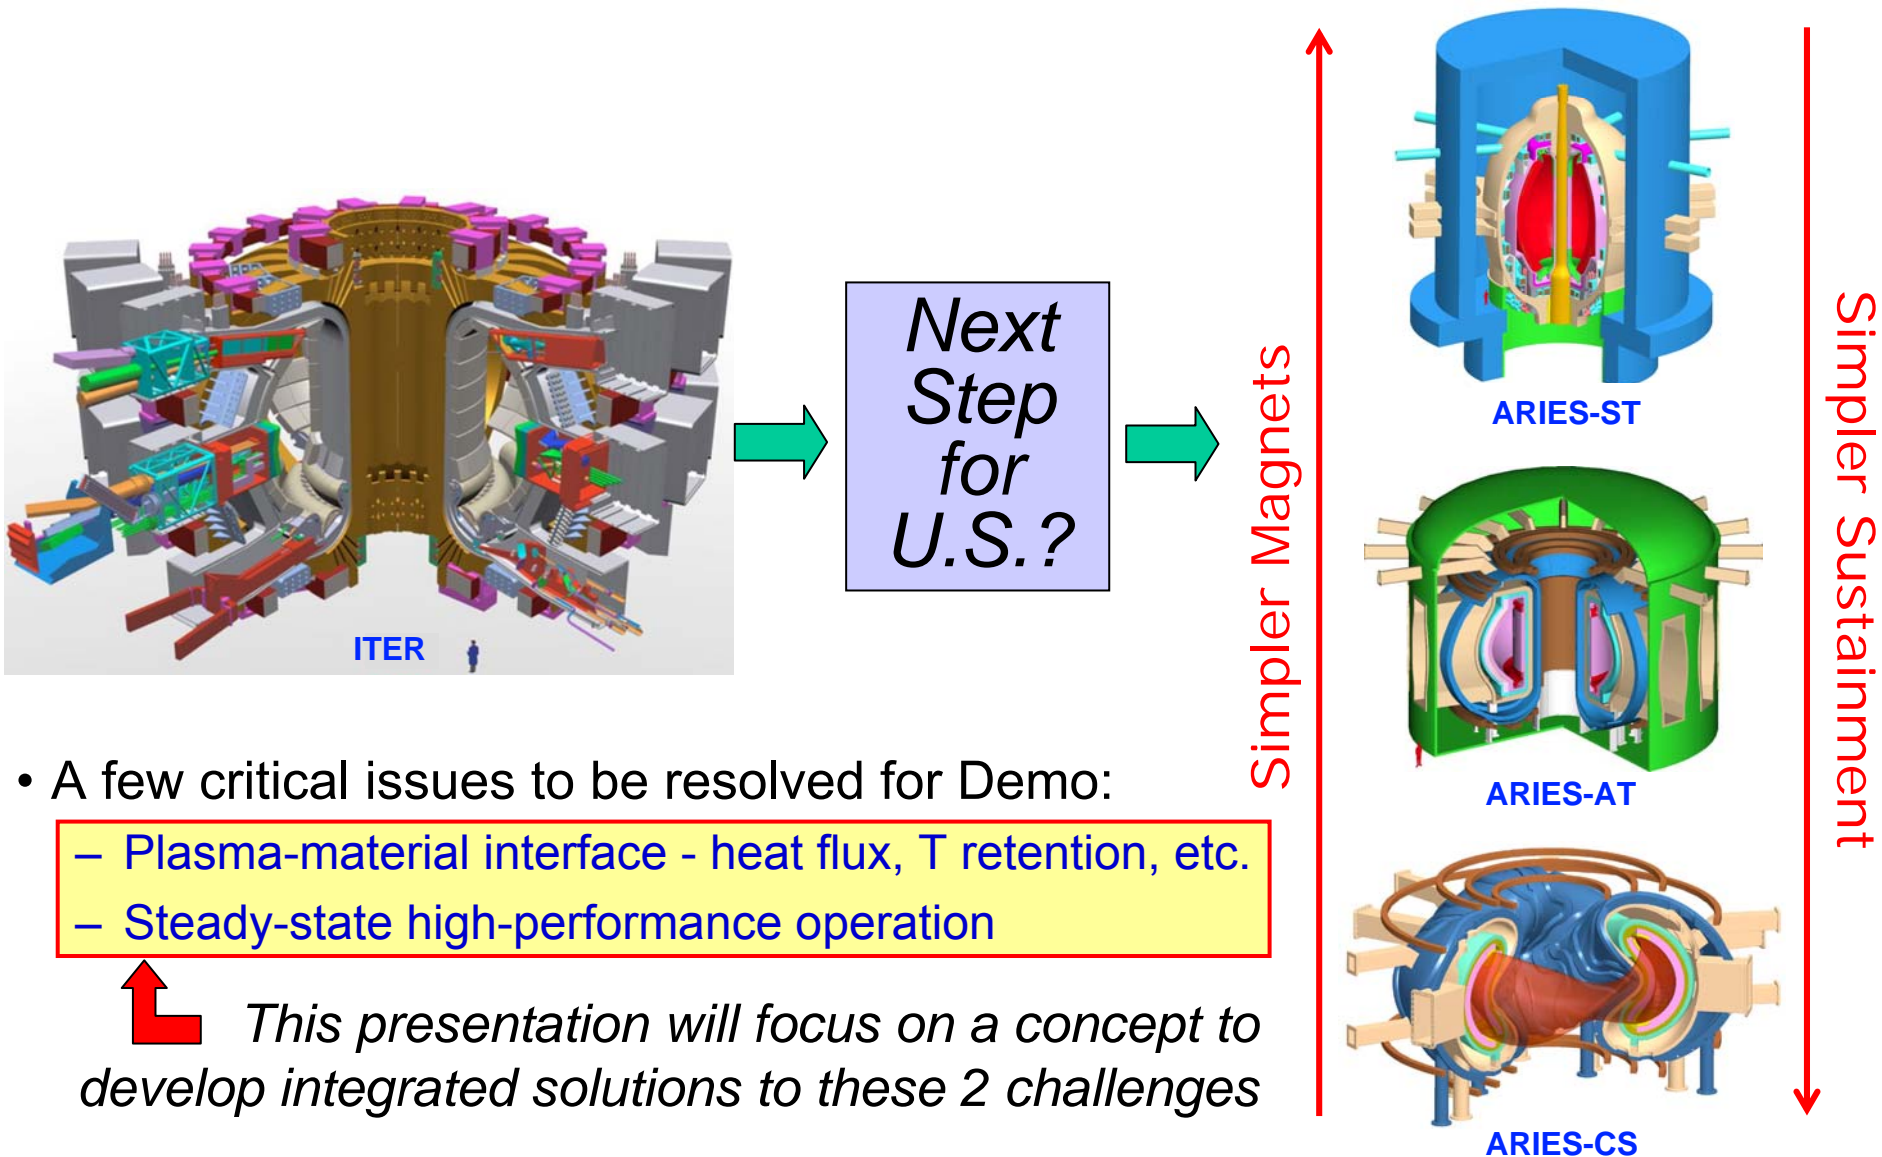 ITER
Next
Step
for
U.S.?
Simpler Magnets
ARIES-ST
ARIES-AT
ARIES-CS
Simpler Sustainment
• A few critical issues to be resolved for Demo:
– Plasma-material interface - heat flux, T retention, etc.
– Steady-state high-performance operation
This presentation will focus on a concept to
develop integrated solutions to these 2 challenges